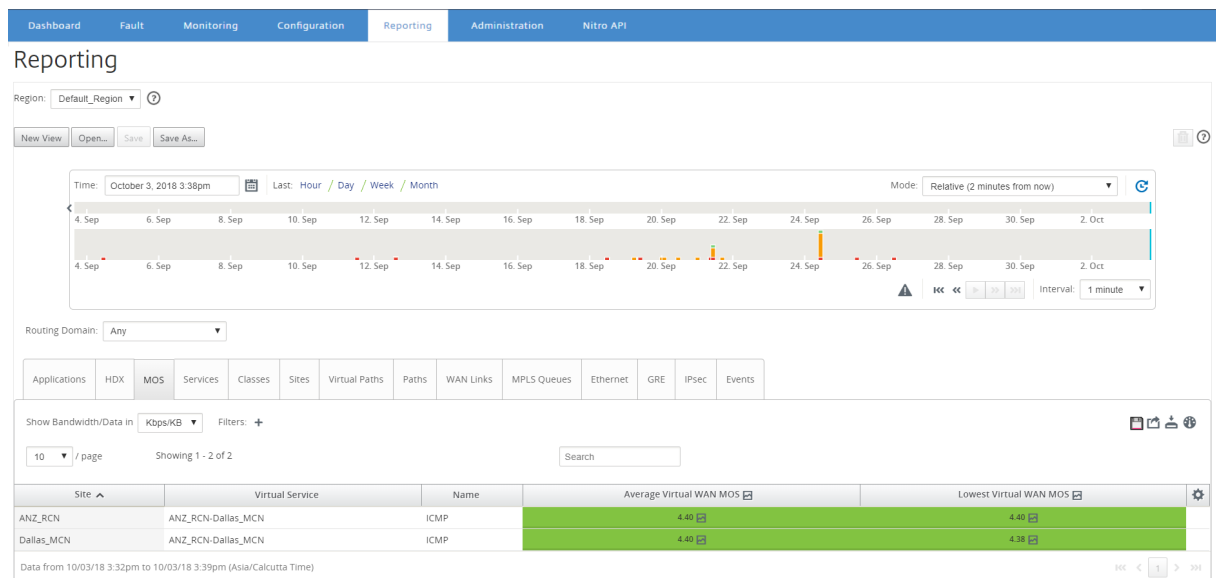 Dashboard Fault Monitoring Configuration Reporting Administration Nitro API
Reporting
Region: Default_Region
New View Open... Save Save As...
Time: October 3, 2018 3:38pm Last: Hour / Day / Week / Month Mode: Relative (2 minutes from now)
4. Sep 6. Sep 8. Sep 10. Sep 12. Sep 14. Sep 16. Sep 18. Sep 20. Sep 22. Sep 24. Sep 26. Sep 28. Sep 30. Sep 2. Oct
4. Sep 6. Sep 8. Sep 10. Sep 12. Sep 14. Sep 16. Sep 18. Sep 20. Sep 22. Sep 24. Sep 26. Sep 28. Sep 30. Sep 2. Oct
Interval: 1 minute
Routing Domain: Any
Applications HDX MOS Services Classes Sites Virtual Paths Paths WAN Links MPLS Queues Ethernet GRE IPsec Events
Show Bandwidth/Data in Kbps/KB Filters: +
10 / page Showing 1 - 2 of 2 Search
Site Virtual Service Name Average Virtual WAN MOS Lowest Virtual WAN MOS
ANZ_RCN ANZ_RCN-Dallas_MCN ICMP 4.40 4.40
Dallas_MCN ANZ_RCN-Dallas_MCN ICMP 4.40 4.38
Data from 10/03/18 3:32pm to 10/03/18 3:39pm (Asia/Calcutta Time) 1